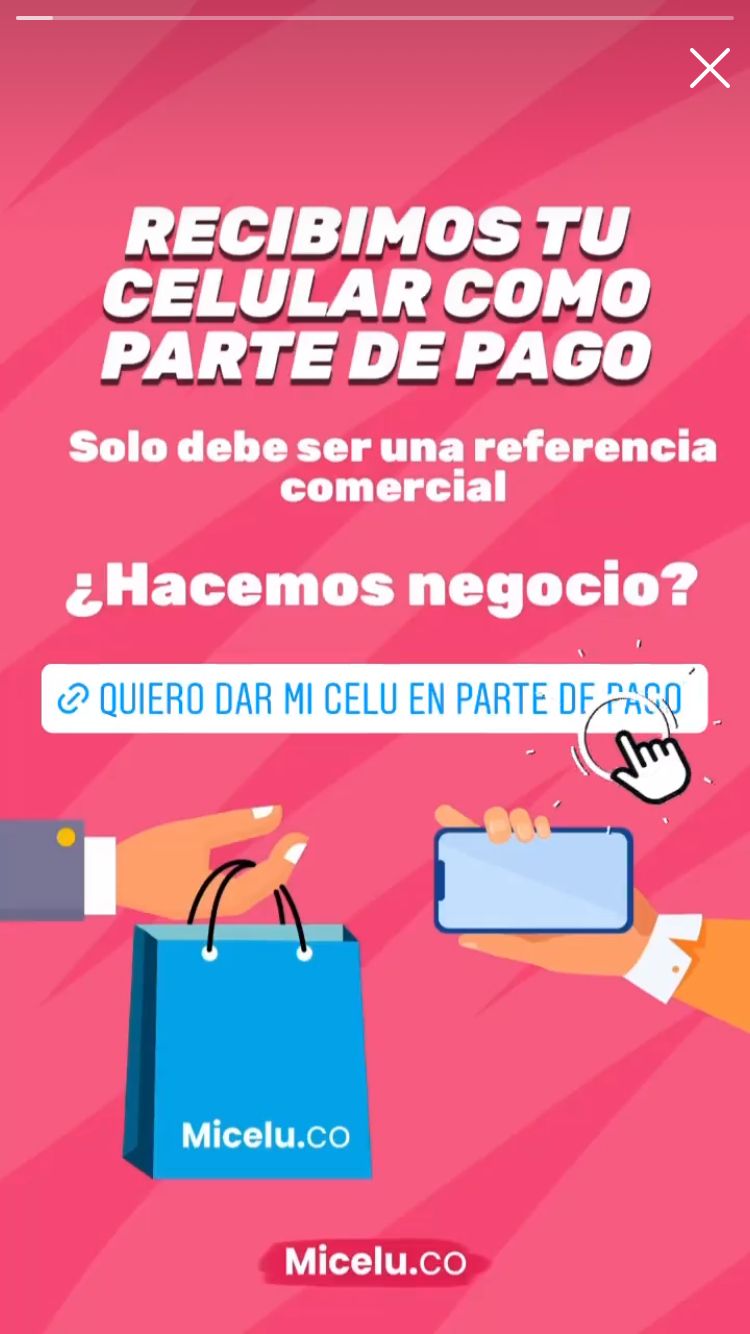 RECIBIMOS TU
CELULAR COMO
PARTE DE PAGO
Solo debe ser una referencia
comercial
¿Hacemos negocio?
QUIERO DAR MI CELU EN PARTE DE PAGO
Micelu.co
Micelu.co